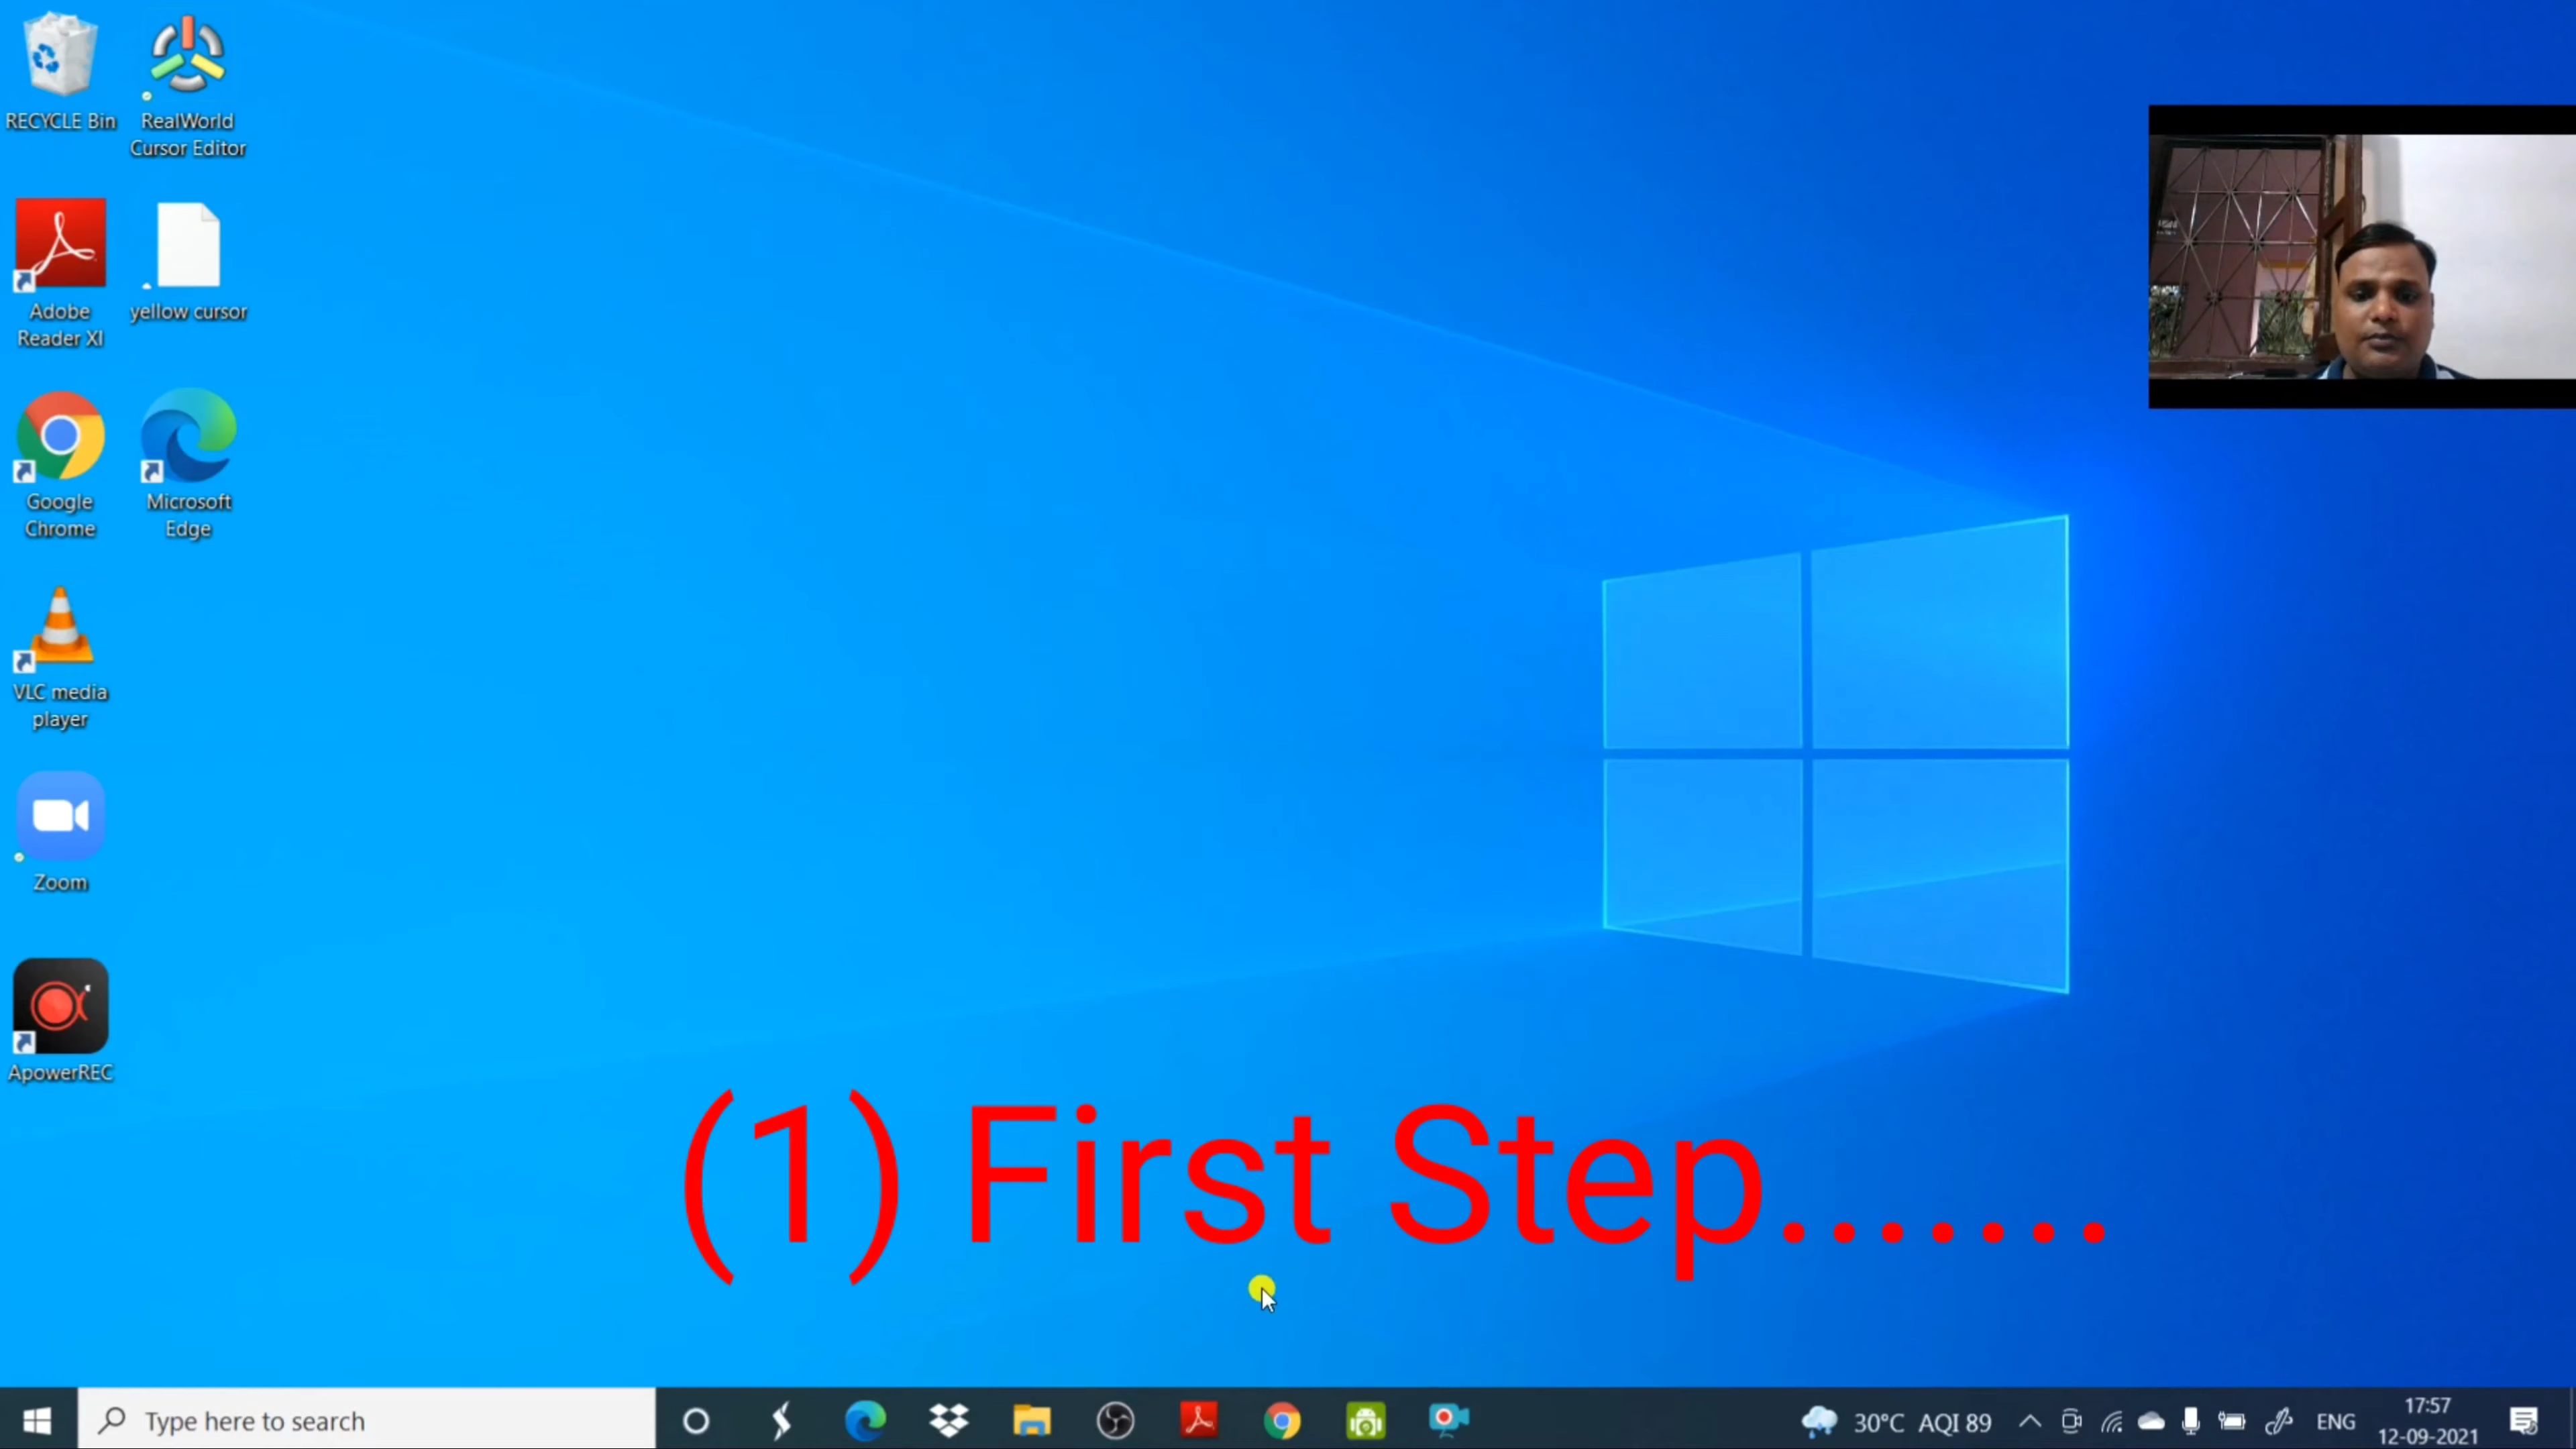 RECYCLE Bin
RealWorld
Cursor Editor
Adobe
Reader XI
yellow cursor
Google
Chrome
Microsoft
Edge
VLC media
player
Zoom
ApowerREC
(1) First Step.......
Type here to search
30°C AQI 89
ENG
17:57
12-09-2021